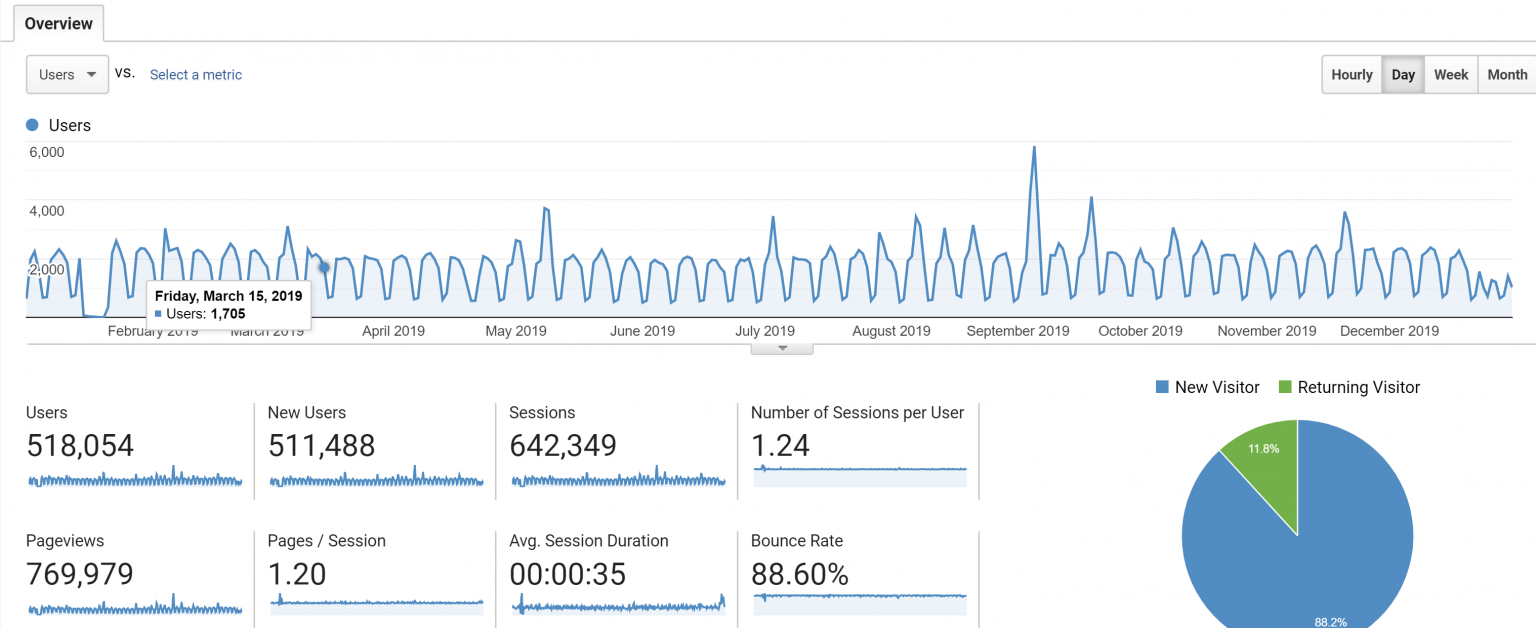 Overview
Users vs. Select a metric
Hourly Day Week Month
Users
6,000
4,000
2,000
Friday, March 15, 2019
Users: 1,705
February 2019 March 2019 April 2019 May 2019 June 2019 July 2019 August 2019 September 2019 October 2019 November 2019 December 2019
New Visitor Returning Visitor
Users New Users Sessions Number of Sessions per User
518,054 511,488 642,349 1.24
11.8%
Pageviews Pages / Session Avg. Session Duration Bounce Rate
769,979 1.20 00:00:35 88.60%
88.2%